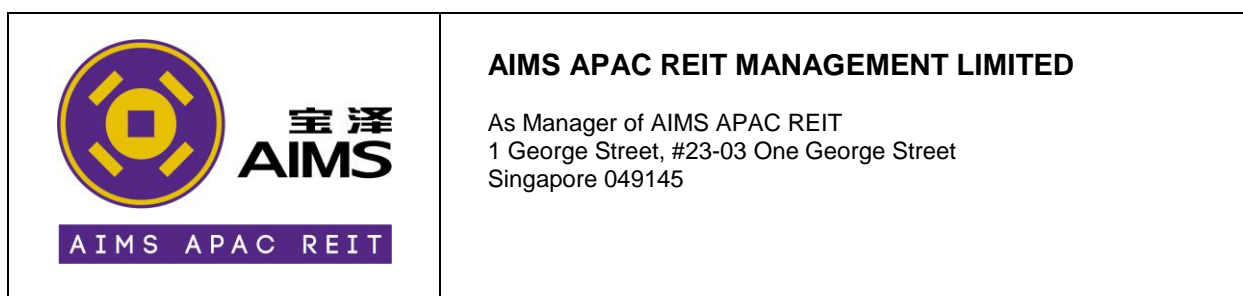 宝泽
AIMS
AIMS APAC REIT
AIMS APAC REIT MANAGEMENT LIMITED
As Manager of AIMS APAC REIT
1 George Street, #23-03 One George Street
Singapore 049145